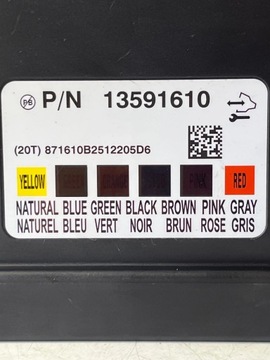 P/N 13591610
(20T) 871610B2512205D6
YELLOW RED
NATURAL BLUE GREEN BLACK BROWN PINK GRAY
NATUREL BLEU VERT NOIR BRUN ROSE GRIS